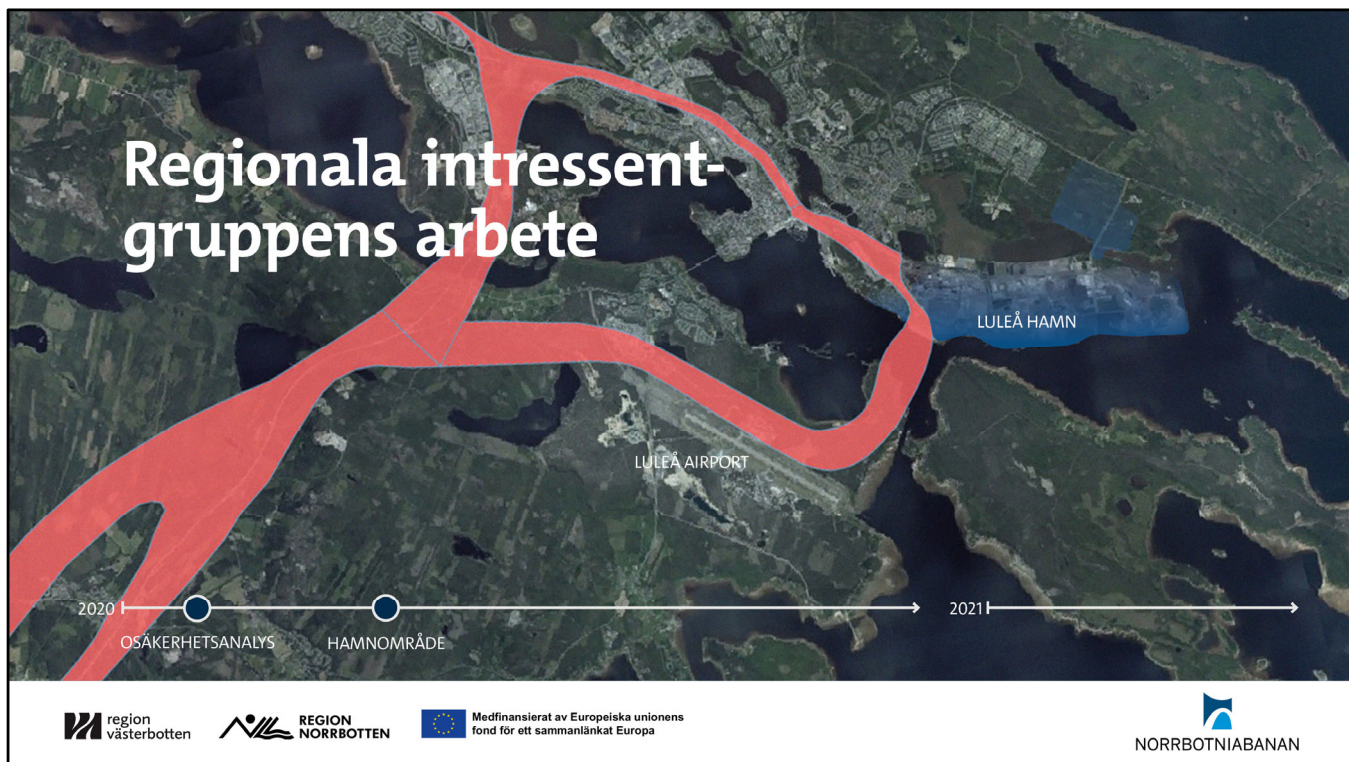 Regionala intressent-
gruppens arbete
LULEÅ HAMN
LULEÅ AIRPORT
2020
2021
OSÄKERHETSANALYS
HAMNOMRÅDE
region
västerbotten
REGION
NORRBOTTEN
Medfinansierat av Europeiska unionens
fond för ett sammanlänkat Europa
NORRBOTNIABANAN